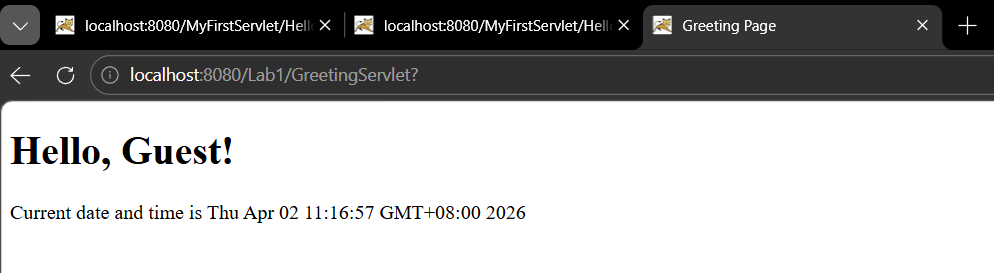 localhost:8080/MyFirstServlet/Hell
localhost:8080/MyFirstServlet/Hell
Greeting Page
localhost:8080/Lab1/GreetingServlet?
Hello, Guest!
Current date and time is Thu Apr 02 11:16:57 GMT+08:00 2026